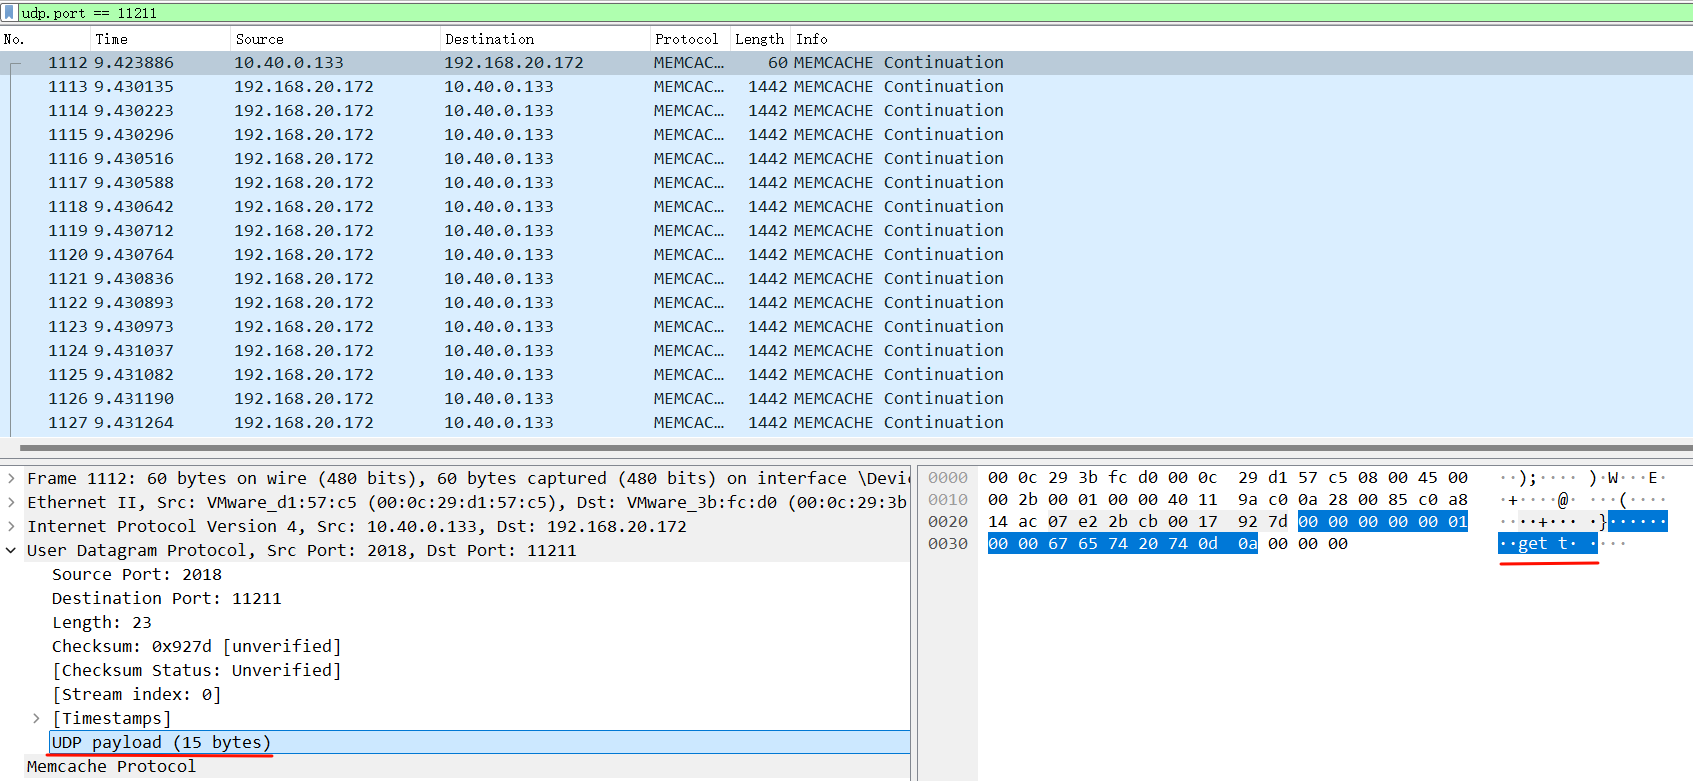 udp.port == 11211
No. Time Source Destination Protocol Length Info
1112 9.423886 10.40.0.133 192.168.20.172 MEMCAC… 60 MEMCACHE Continuation
1113 9.430135 192.168.20.172 10.40.0.133 MEMCAC… 1442 MEMCACHE Continuation
1114 9.430223 192.168.20.172 10.40.0.133 MEMCAC… 1442 MEMCACHE Continuation
1115 9.430296 192.168.20.172 10.40.0.133 MEMCAC… 1442 MEMCACHE Continuation
1116 9.430516 192.168.20.172 10.40.0.133 MEMCAC… 1442 MEMCACHE Continuation
1117 9.430588 192.168.20.172 10.40.0.133 MEMCAC… 1442 MEMCACHE Continuation
1118 9.430642 192.168.20.172 10.40.0.133 MEMCAC… 1442 MEMCACHE Continuation
1119 9.430712 192.168.20.172 10.40.0.133 MEMCAC… 1442 MEMCACHE Continuation
1120 9.430764 192.168.20.172 10.40.0.133 MEMCAC… 1442 MEMCACHE Continuation
1121 9.430836 192.168.20.172 10.40.0.133 MEMCAC… 1442 MEMCACHE Continuation
1122 9.430893 192.168.20.172 10.40.0.133 MEMCAC… 1442 MEMCACHE Continuation
1123 9.430973 192.168.20.172 10.40.0.133 MEMCAC… 1442 MEMCACHE Continuation
1124 9.431037 192.168.20.172 10.40.0.133 MEMCAC… 1442 MEMCACHE Continuation
1125 9.431082 192.168.20.172 10.40.0.133 MEMCAC… 1442 MEMCACHE Continuation
1126 9.431190 192.168.20.172 10.40.0.133 MEMCAC… 1442 MEMCACHE Continuation
1127 9.431264 192.168.20.172 10.40.0.133 MEMCAC… 1442 MEMCACHE Continuation
Frame 1112: 60 bytes on wire (480 bits), 60 bytes captured (480 bits) on interface \Devi
Ethernet II, Src: VMware_d1:57:c5 (00:0c:29:d1:57:c5), Dst: VMware_3b:fc:d0 (00:0c:29:3b
Internet Protocol Version 4, Src: 10.40.0.133, Dst: 192.168.20.172
User Datagram Protocol, Src Port: 2018, Dst Port: 11211
Source Port: 2018
Destination Port: 11211
Length: 23
Checksum: 0x927d [unverified]
[Checksum Status: Unverified]
[Stream index: 0]
[Timestamps]
UDP payload (15 bytes)
Memcache Protocol
0000 00 0c 29 3b fc d0 00 0c 29 d1 57 c5 08 00 45 00 ··);···· )·W···E·
0010 00 2b 00 01 00 00 40 11 9a c0 0a 28 00 85 c0 a8 ·+····@· ···(····
0020 14 ac 07 e2 2b cb 00 17 92 7d 00 00 00 00 00 01 ····+··· ·}······
0030 00 00 67 65 74 20 74 0d 0a 00 00 00 ··get t· ····